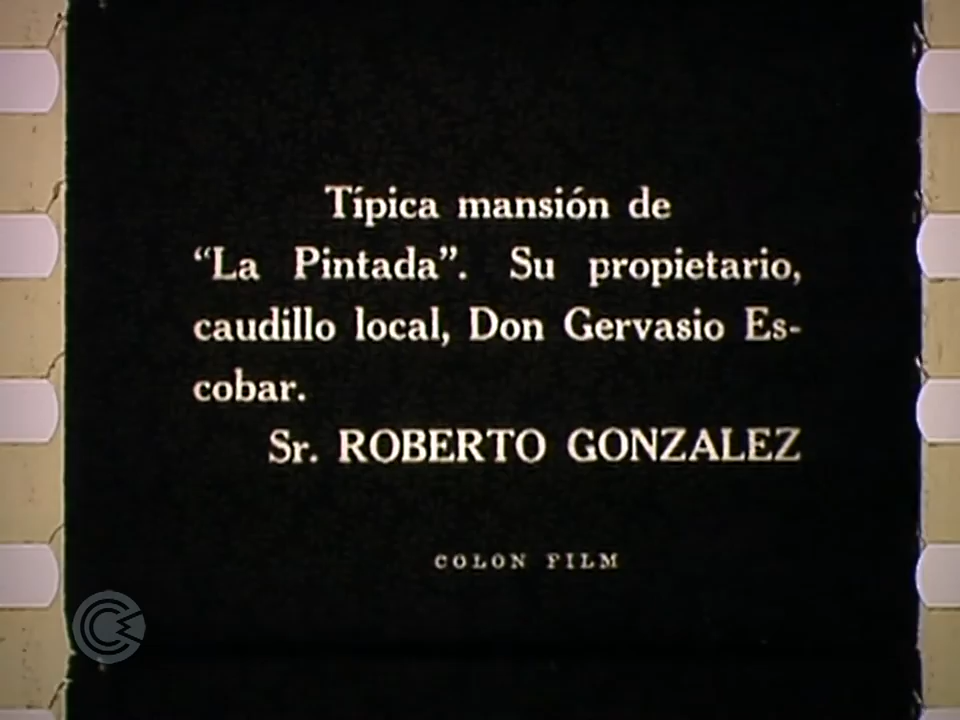 Típica mansión de
“La Pintada”. Su propietario,
caudillo local, Don Gervasio Es-
cobar.
Sr. ROBERTO GONZALEZ
COLON FILM